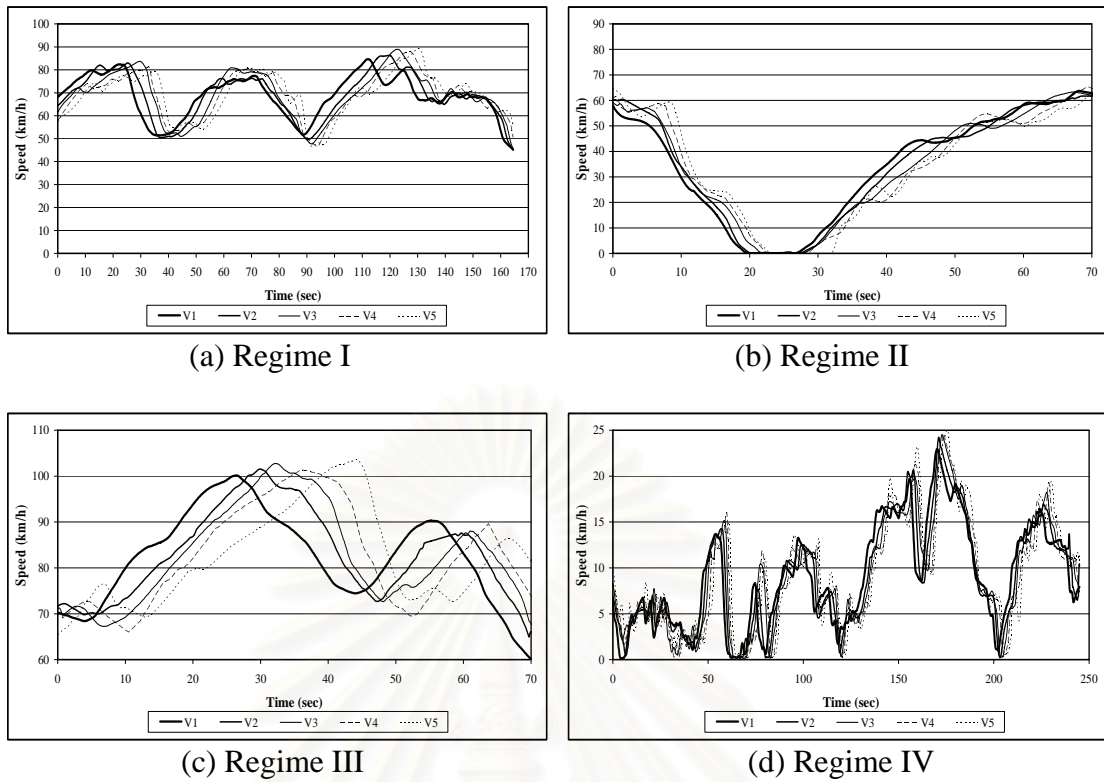 100
90
80
70
60
50
40
30
20
10
0
Speed (km/h)
0 10 20 30 40 50 60 70 80 90 100 110 120 130 140 150 160 170
Time (sec)
V1 V2 V3 V4 V5
(a) Regime I
90
80
70
60
50
40
30
20
10
0
Speed (km/h)
0 10 20 30 40 50 60 70
Time (sec)
V1 V2 V3 V4 V5
(b) Regime II
110
100
90
80
70
60
Speed (km/h)
0 10 20 30 40 50 60 70
Time (sec)
V1 V2 V3 V4 V5
(c) Regime III
25
20
15
10
5
0
Speed (km/h)
0 50 100 150 200 250
Time (sec)
V1 V2 V3 V4 V5
(d) Regime IV